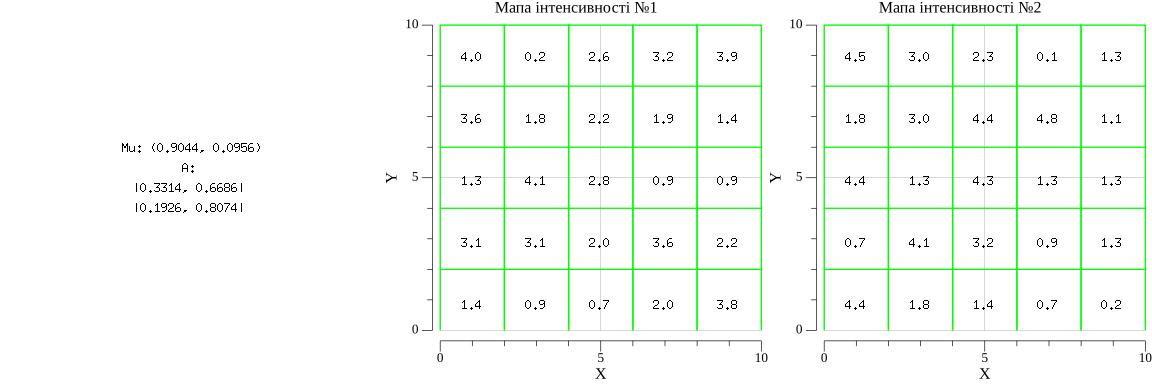 Mu: (0.9044, 0.0956)
A:
|0.3314, 0.6686|
|0.1926, 0.8074|
Мапа інтенсивності №1
10
4.0 0.2 2.6 3.2 3.9
3.6 1.8 2.2 1.9 1.4
Y 5 1.3 4.1 2.8 0.9 0.9
3.1 3.1 2.0 3.6 2.2
1.4 0.9 0.7 2.0 3.8
0
0 5 10
X
Мапа інтенсивності №2
10
4.5 3.0 2.3 0.1 1.3
1.8 3.0 4.4 4.8 1.1
Y 5 4.4 1.3 4.3 1.3 1.3
0.7 4.1 3.2 0.9 1.3
4.4 1.8 1.4 0.7 0.2
0
0 5 10
X